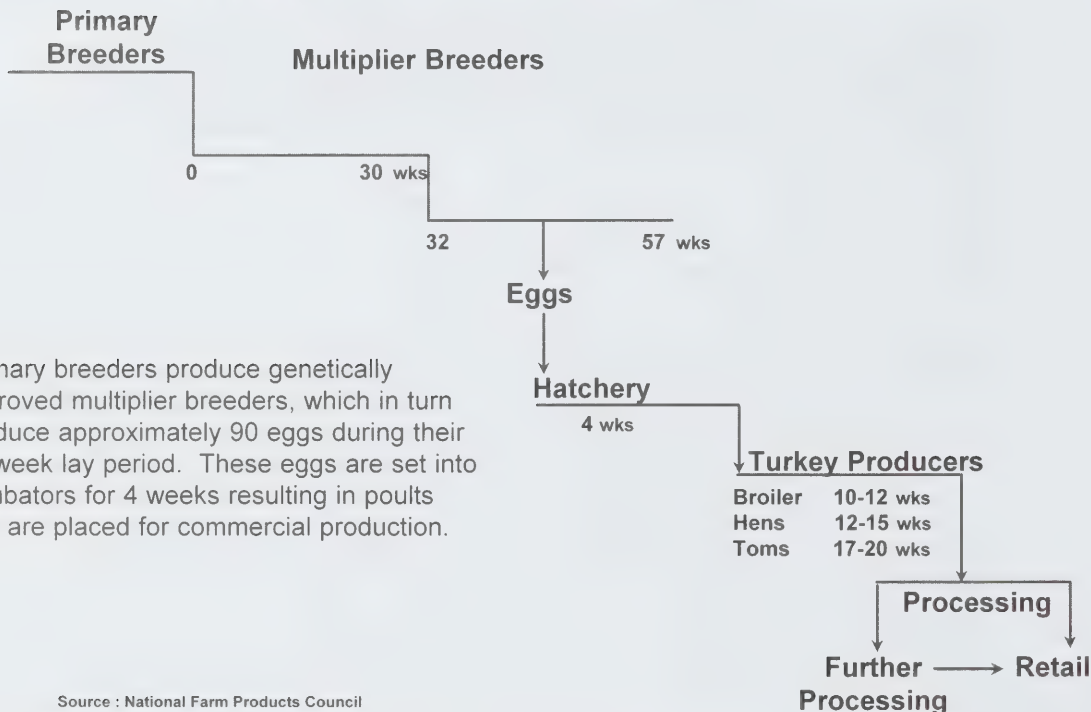 Primary
Breeders
Multiplier Breeders
0
30 wks
32
57 wks
Eggs
Hatchery
4 wks
nary breeders produce genetically
roved multiplier breeders, which in turn
duce approximately 90 eggs during their
week lay period. These eggs are set into
ubators for 4 weeks resulting in poults
are placed for commercial production.
Turkey Producers
Broiler 10-12 wks
Hens 12-15 wks
Toms 17-20 wks
Processing
Further
Processing
Retail
Source : National Farm Products Council